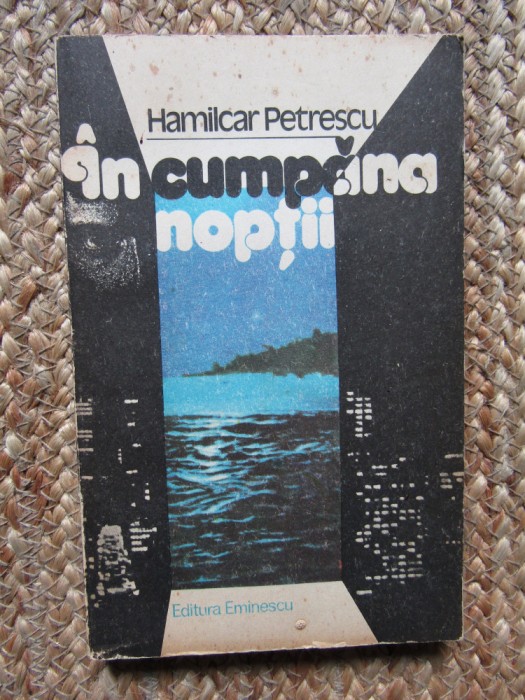 Hamilcar Petrescu
În cumpăna
nopții
Editura Eminescu